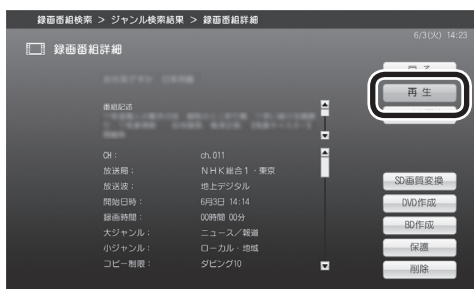 録画番組検索 > ジャンル検索結果 > 録画番組詳細
6/3(火) 14:23
録画番組詳細
再生
番組記述
CH： ch.011
放送局： NHK総合1・東京
放送波： 地上デジタル
開始日時： 6月3日 14:14
録画時間： 00時間 00分
大ジャンル： ニュース／報道
小ジャンル： ローカル・地域
コピー制限： ダビング10
SD画質変換
DVD作成
BD作成
保護
削除